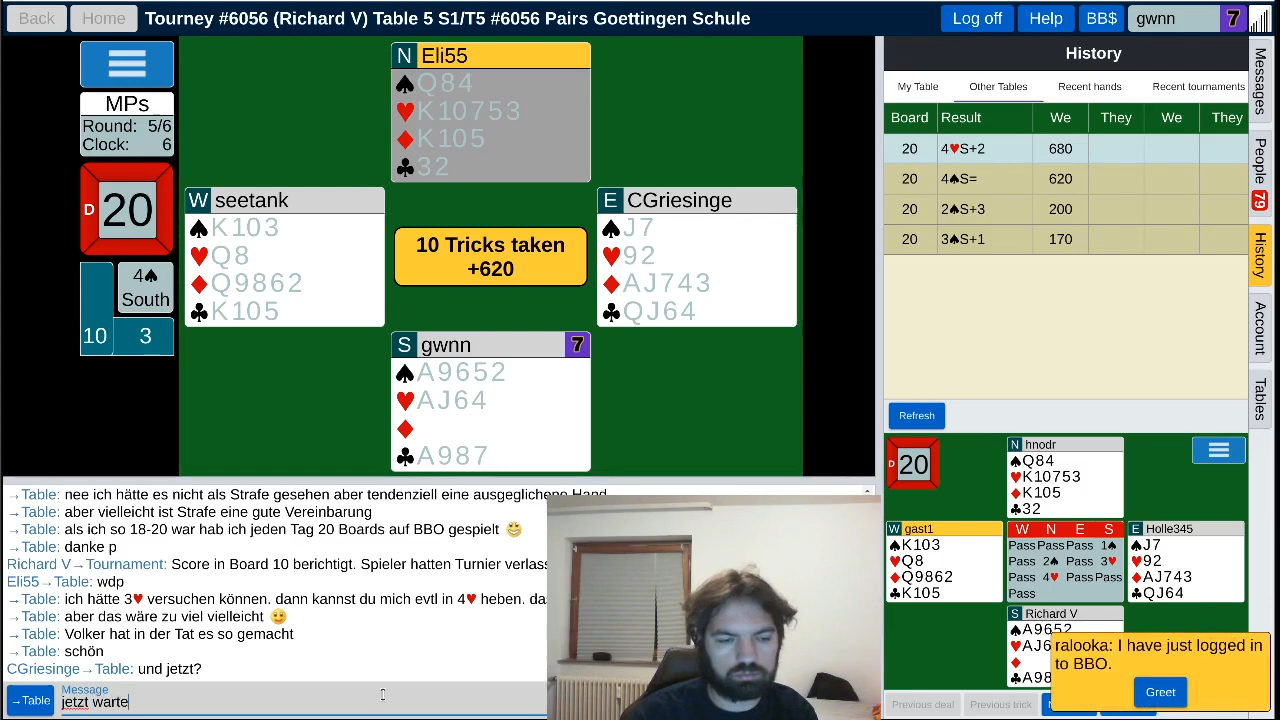 Back
Home
Tourney #6056 (Richard V) Table 5 S1/T5 #6056 Pairs Goettingen Schule
Log off
Help
BB$
gwnn
7
MPs
Round: 5/6
Clock: 6
D 20
4♠
South
10
3
N Eli55
♠Q84
♥K10753
♦K105
♣32
W seetank
♠K103
♥Q8
♦Q9862
♣K105
10 Tricks taken
+620
E CGriesinge
♠J7
♥92
♦AJ743
♣QJ64
S gwnn 7
♠A9652
♥AJ64
♦
♣A987
→Table: nee ich hätte es nicht als Strafe gesehen aber tendenziell eine ausgeglichene Hand
→Table: aber vielleicht ist Strafe eine gute Vereinbarung
→Table: als ich so 18-20 war hab ich jeden Tag 20 Boards auf BBO gespielt 😁
→Table: danke p
Richard V→Tournament: Score in Board 10 berichtigt. Spieler hatten Turnier verlass
Eli55→Table: wdp
→Table: ich hätte 3♥ versuchen können. dann kannst du mich evtl in 4♥ heben. da
→Table: aber das wäre zu viel vielleicht 😉
→Table: Volker hat in der Tat es so gemacht
→Table: schön
CGriesinge→Table: und jetzt?
→Table
Message
jetzt warte
History
My Table
Other Tables
Recent hands
Recent tournaments
Board Result We They We They
20 4♥S+2 680
20 4♠S= 620
20 2♠S+3 200
20 3♠S+1 170
Refresh
D 20
N hnodr
♠Q84
♥K10753
♦K105
♣32
W gast1
♠K103
♥Q8
♦Q9862
♣K105
W N E S
Pass Pass Pass 1♠
Pass 2♠ Pass 3♥
Pass 4♥ Pass Pass
Pass
E Holle345
♠J7
♥92
♦AJ743
♣QJ64
S Richard V
♠A9652
♥AJ6
♦
♣A98
ralooka: I have just logged in
to BBO.
Greet
Previous deal
Previous trick
Messages
People
79
History
Account
Tables